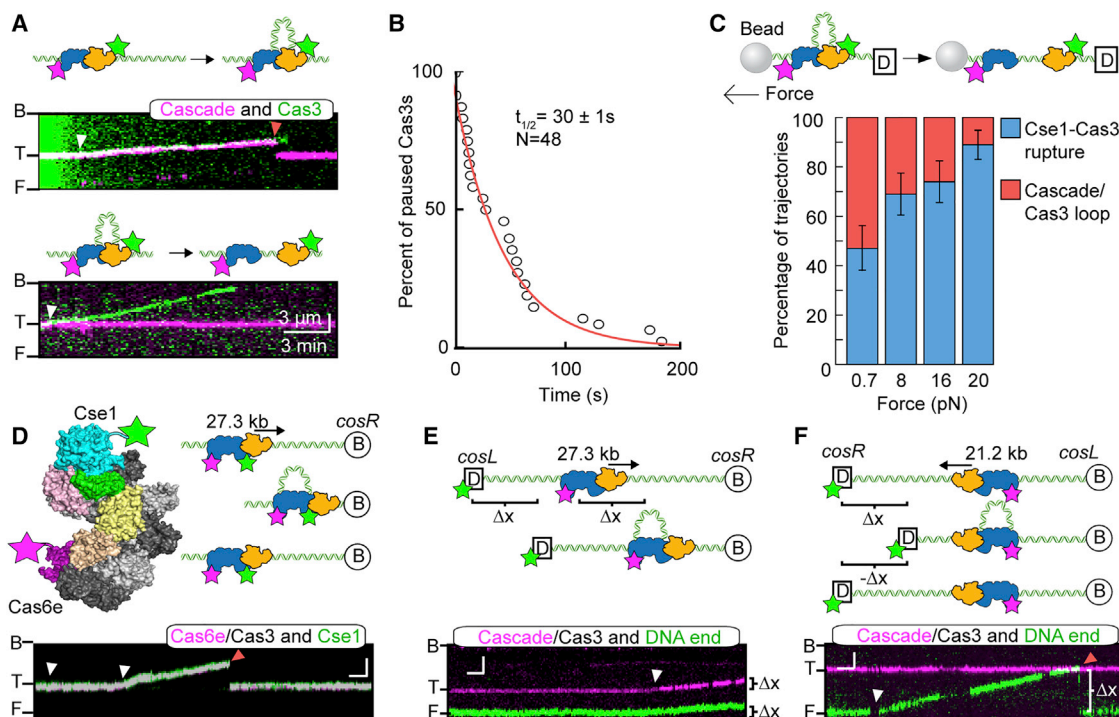 A
B
Cascade and Cas3
T
F
B
T
F
3 μm
3 min
B
Percent of paused Cas3s
100
50
0
t1/2= 30 ± 1s
N=48
0
100
200
Time (s)
C
Bead
D
D
Force
Percentage of trajectories
100
80
60
40
20
0
0.7
8
16
20
Force (pN)
Cse1-Cas3
rupture
Cascade/
Cas3 loop
D
Cse1
Cas6e
27.3 kb
cosR
B
B
B
Cas6e/Cas3 and Cse1
B
T
F
E
cosL
27.3 kb
cosR
D
B
Δx
Δx
D
B
Cascade/Cas3 and DNA end
B
T
F
Δx
Δx
F
cosR
21.2 kb
cosL
D
B
Δx
D
B
-Δx
D
B
Cascade/Cas3 and DNA end
B
T
F
Δx